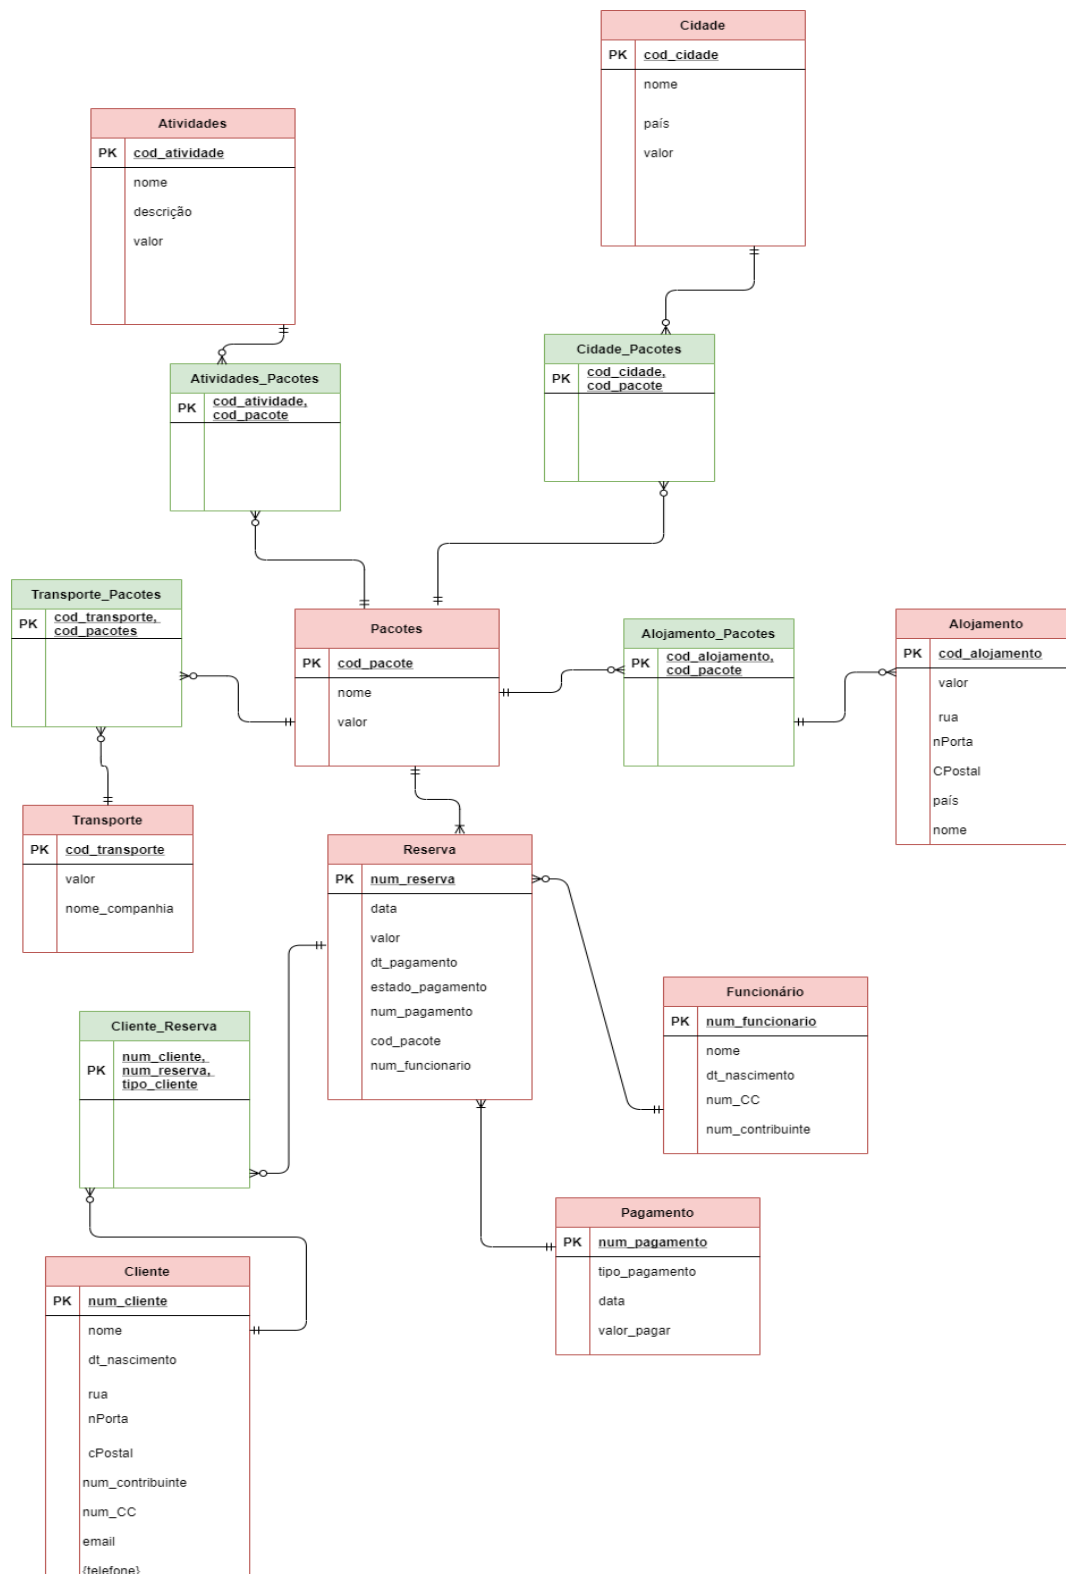 Cidade
PK cod_cidade
nome
país
valor
Atividades
PK cod_atividade
nome
descrição
valor
Cidade_Pacotes
PK cod_cidade,
cod_pacote
Atividades_Pacotes
PK cod_atividade,
cod_pacote
Transporte_Pacotes
PK cod_transporte,
cod_pacotes
Pacotes
PK cod_pacote
nome
valor
Alojamento_Pacotes
PK cod_alojamento,
cod_pacote
Alojamento
PK cod_alojamento
valor
rua
nPorta
CPostal
país
nome
Transporte
PK cod_transporte
valor
nome_companhia
Reserva
PK num_reserva
data
valor
dt_pagamento
estado_pagamento
num_pagamento
cod_pacote
num_funcionario
Funcionário
PK num_funcionario
nome
dt_nascimento
num_CC
num_contribuinte
Cliente_Reserva
PK num_cliente,
num_reserva,
tipo_cliente
Pagamento
PK num_pagamento
tipo_pagamento
data
valor_pagar
Cliente
PK num_cliente
nome
dt_nascimento
rua
nPorta
cPostal
num_contribuinte
num_CC
email
{telefone}